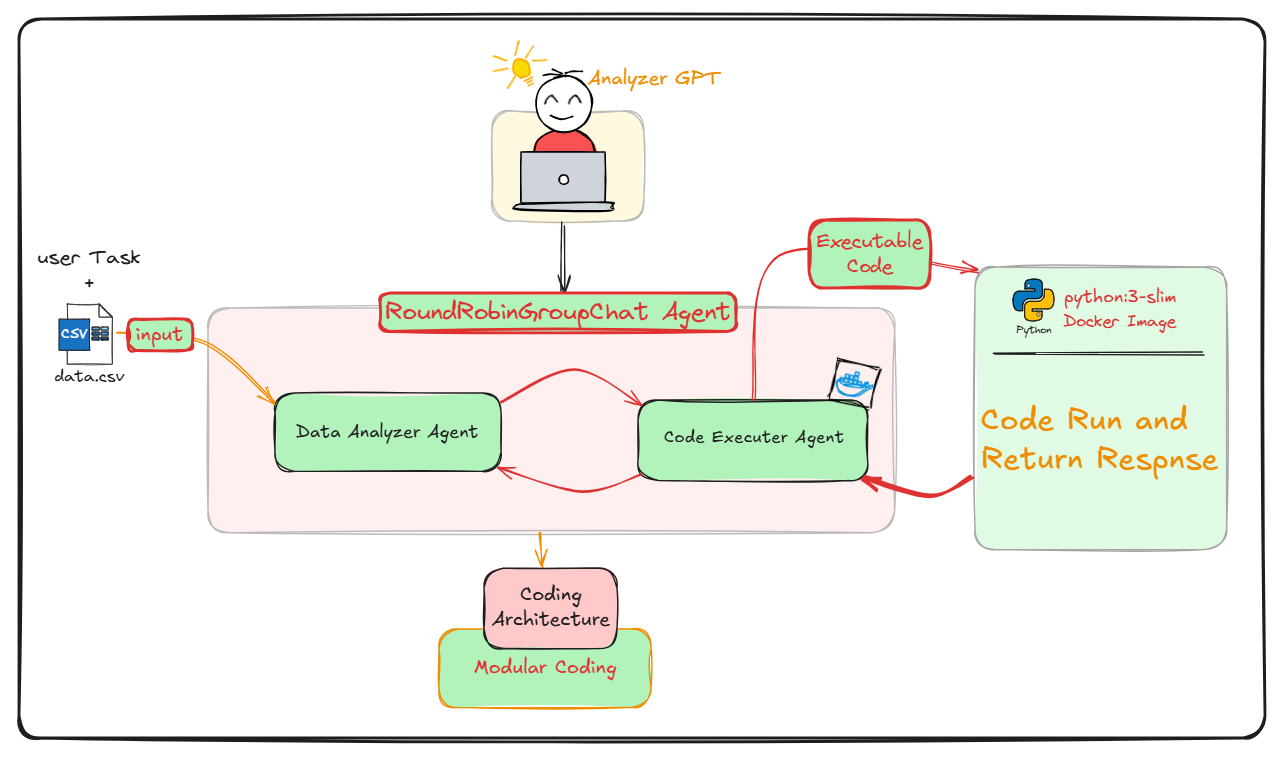 Analyzer GPT
user Task
+
CSV
data.csv
input
RoundRobinGroupChat Agent
Data Analyzer Agent
Code Executer Agent
Executable
Code
Python
python:3-slim
Docker Image
Code Run and
Return Respnse
Coding
Architecture
Modular Coding